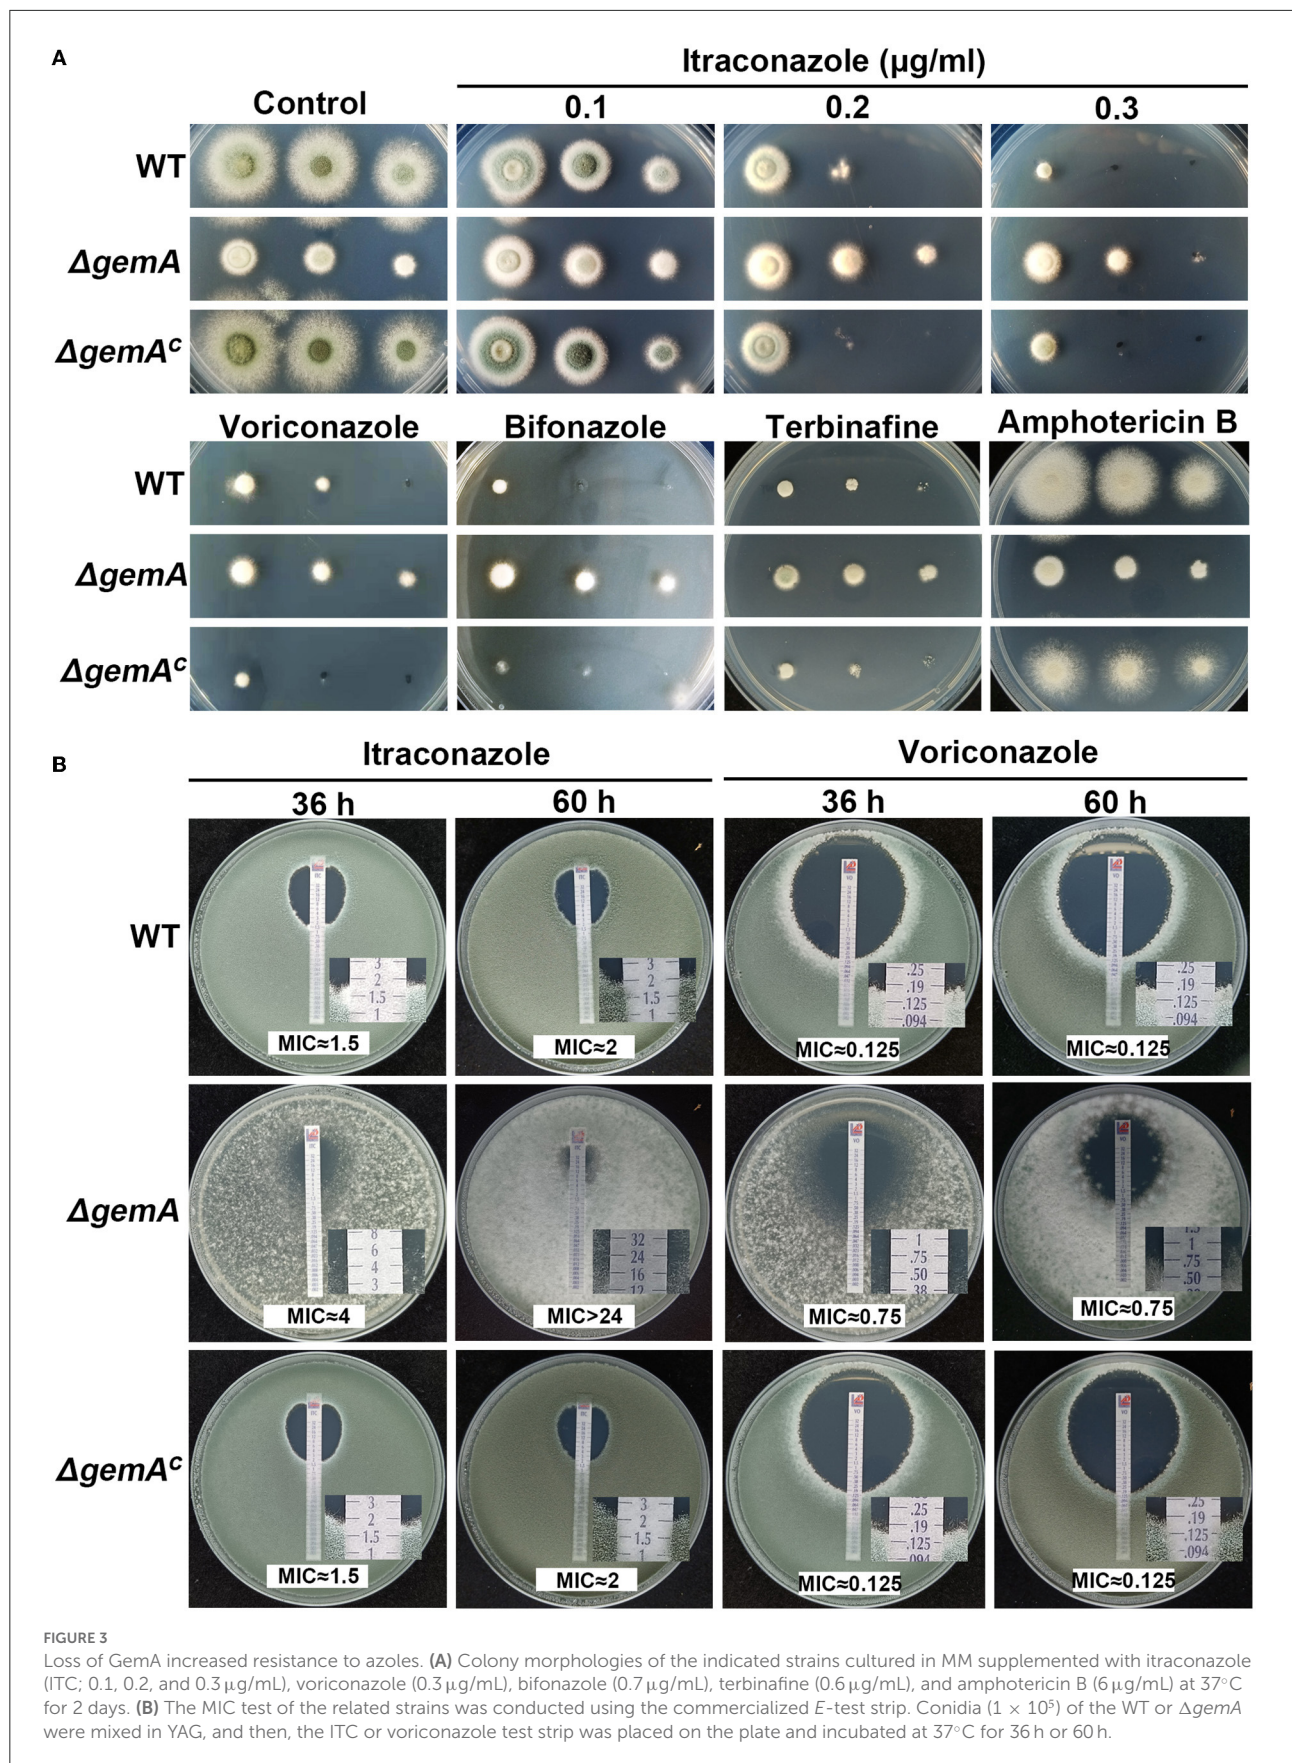 A
Itraconazole (µg/ml)
Control
0.1
0.2
0.3
WT
ΔgemA
ΔgemAᶜ
Voriconazole
Bifonazole
Terbinafine
Amphotericin B
WT
ΔgemA
ΔgemAᶜ
B
Itraconazole
Voriconazole
36 h
60 h
36 h
60 h
WT
3
2
1.5
1
MIC≈1.5
3
2
1.5
1
MIC≈2
.25
.19
.125
.094
MIC≈0.125
.25
.19
.125
.094
MIC≈0.125
ΔgemA
8
6
4
3
MIC≈4
32
24
16
12
MIC>24
1
.75
.50
.38
MIC≈0.75
1.5
1
.75
.50
MIC≈0.75
ΔgemAᶜ
3
2
1.5
1
MIC≈1.5
3
2
1.5
1
MIC≈2
.25
.19
.125
.094
MIC≈0.125
.25
.19
.125
.094
MIC≈0.125
FIGURE 3
Loss of GemA increased resistance to azoles. (A) Colony morphologies of the indicated strains cultured in MM supplemented with itraconazole
(ITC; 0.1, 0.2, and 0.3 µg/mL), voriconazole (0.3 µg/mL), bifonazole (0.7 µg/mL), terbinafine (0.6 µg/mL), and amphotericin B (6 µg/mL) at 37°C
for 2 days. (B) The MIC test of the related strains was conducted using the commercialized E-test strip. Conidia (1 × 10⁵) of the WT or ΔgemA
were mixed in YAG, and then, the ITC or voriconazole test strip was placed on the plate and incubated at 37°C for 36 h or 60 h.